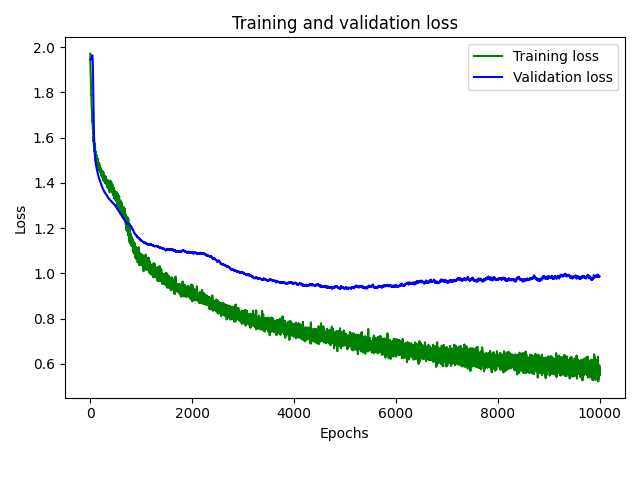 Training and validation loss
Training loss
Validation loss
Loss
2.0
1.8
1.6
1.4
1.2
1.0
0.8
0.6
0 2000 4000 6000 8000 10000
Epochs